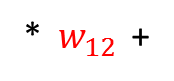 * w₁₂ +